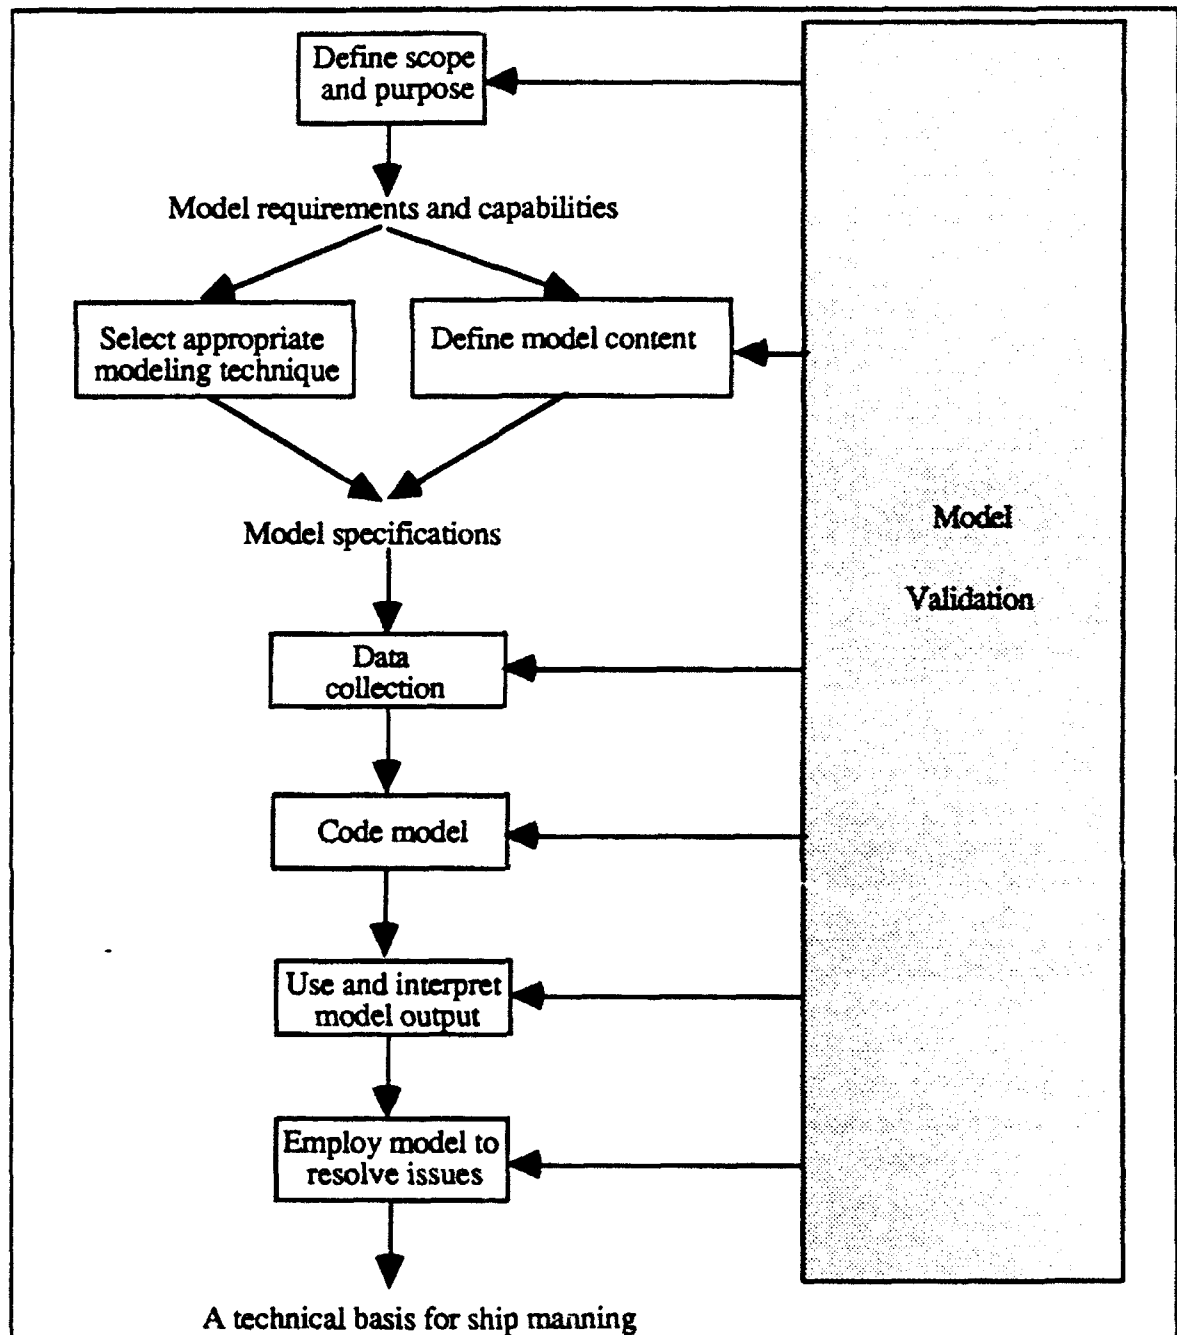 Define scope
and purpose
Model requirements and capabilities
Select appropriate
modeling technique
Define model content
Model
Validation
Model specifications
Data
collection
Code model
Use and interpret
model output
Employ model to
resolve issues
A technical basis for ship manning